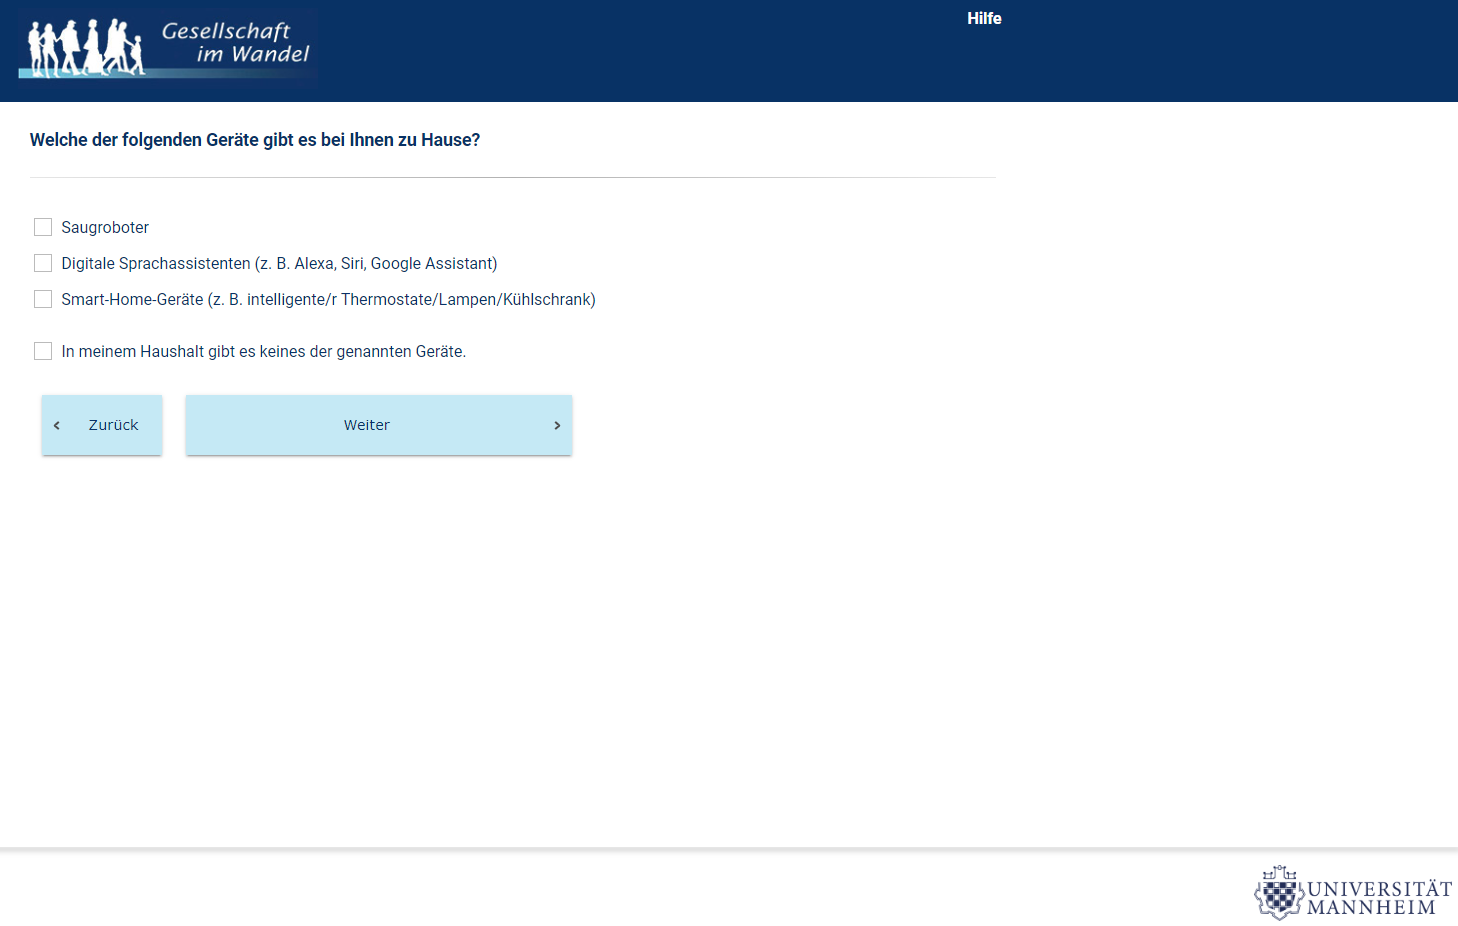 Gesellschaft
im Wandel
Hilfe
Welche der folgenden Geräte gibt es bei Ihnen zu Hause?
Saugroboter
Digitale Sprachassistenten (z. B. Alexa, Siri, Google Assistant)
Smart-Home-Geräte (z. B. intelligente/r Thermostate/Lampen/Kühlschrank)
In meinem Haushalt gibt es keines der genannten Geräte.
Zurück
Weiter
UNIVERSITÄT
MANNHEIM